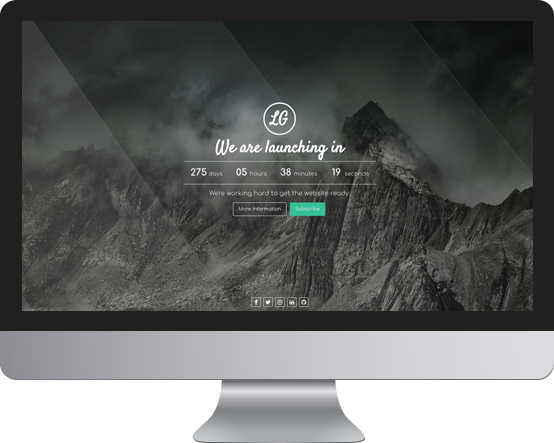 LG
We are launching in
275 days 05 hours 38 minutes 19 seconds
We're working hard to get the website ready...
More Information Subscribe